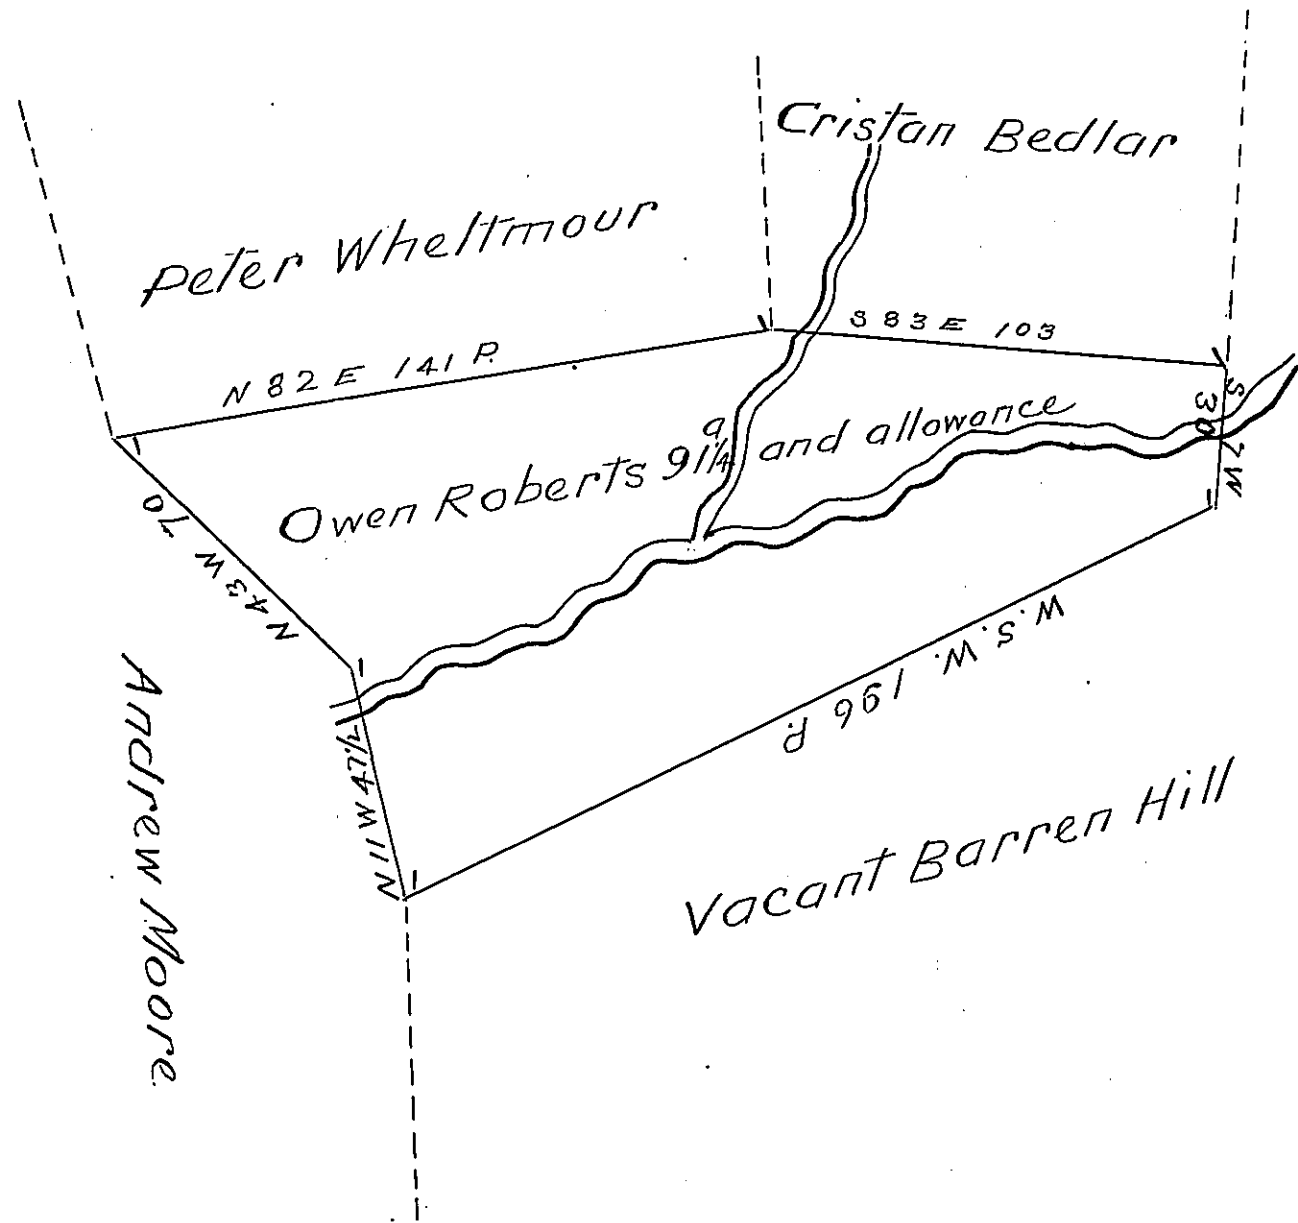 Cristan Bedlar
Peter Wheltmour
S 83 E 103
N 82 E 141 P.
S 7 W
30
a
Owen Roberts 91¼ and allowance
N 43 W 70
W.S.W. 196 P.
N 11 W 47½
Andrew Moore
Vacant Barren Hill